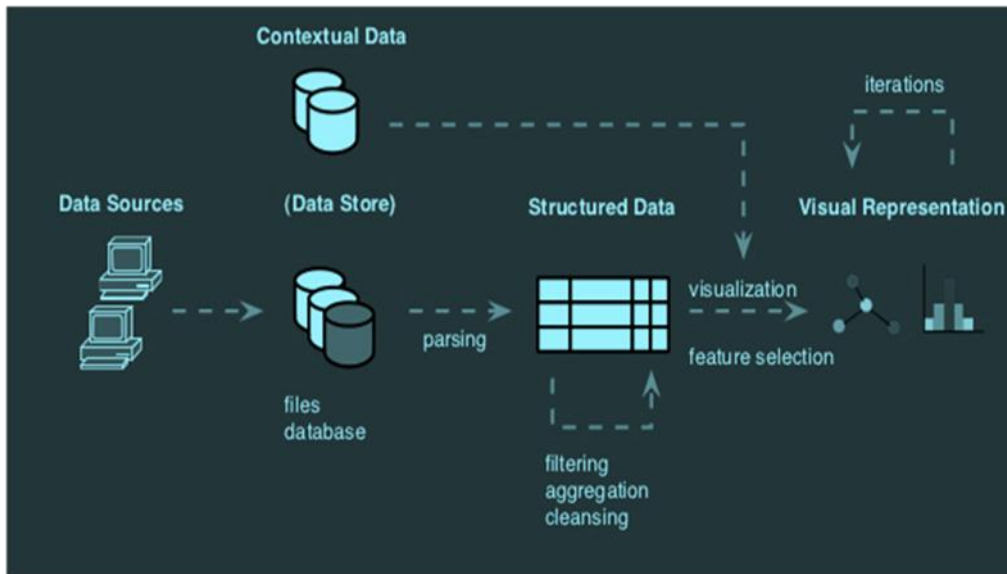 Contextual Data
iterations
Data Sources
(Data Store)
Structured Data
Visual Representation
visualization
parsing
feature selection
files
database
filtering
aggregation
cleansing